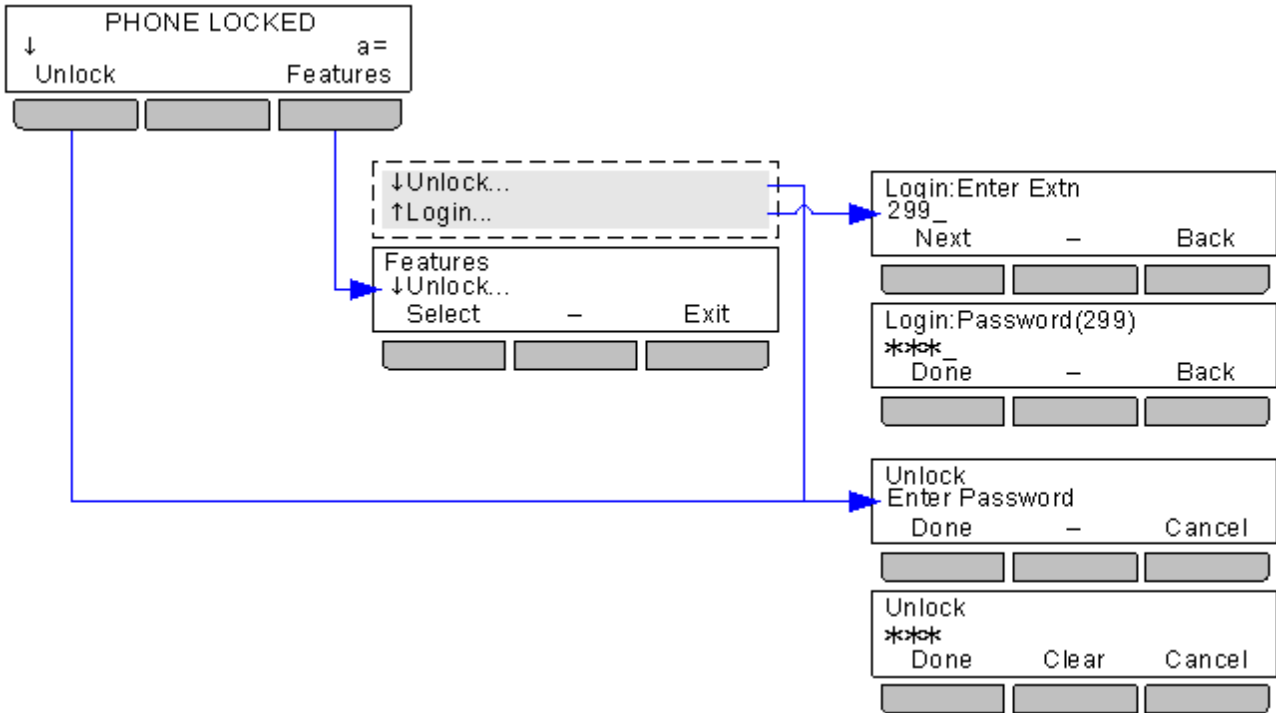 PHONE LOCKED
↓ a=
Unlock Features
↓Unlock...
↑Login...
Features
↓Unlock...
Select – Exit
Login:Enter Extn
299_
Next – Back
Login:Password(299)
***_
Done – Back
Unlock
Enter Password
Done – Cancel
Unlock
***
Done Clear Cancel